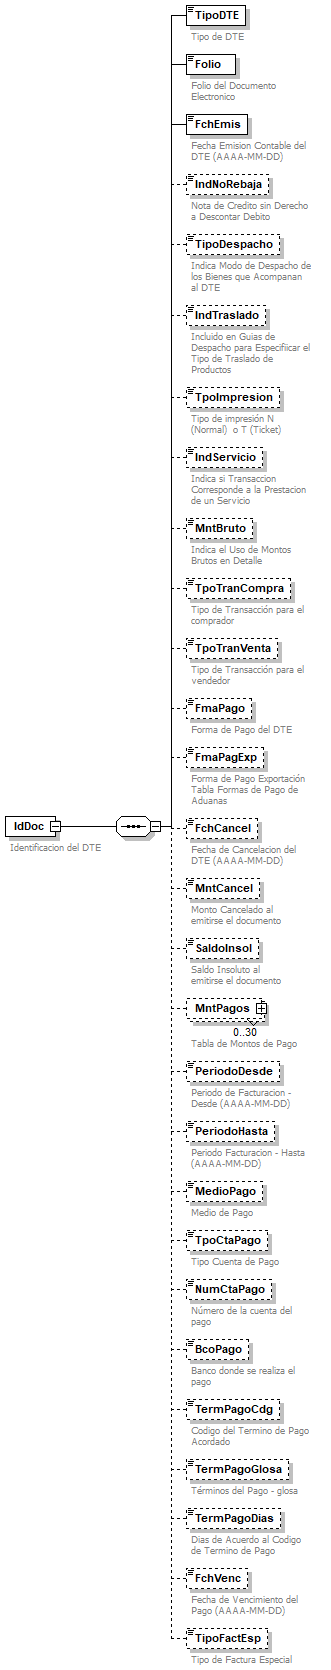 TipoDTE
Tipo de DTE
Folio
Folio del Documento
Electronico
FchEmis
Fecha Emision Contable del
DTE (AAAA-MM-DD)
IndNoRebaja
Nota de Credito sin Derecho
a Descontar Debito
TipoDespacho
Indica Modo de Despacho de
los Bienes que Acompanan
al DTE
IndTraslado
Incluido en Guias de
Despacho para Especifiicar el
Tipo de Traslado de
Productos
TpoImpresion
Tipo de impresión N
(Normal) o T (Ticket)
IndServicio
Indica si Transaccion
Corresponde a la Prestacion
de un Servicio
MntBruto
Indica el Uso de Montos
Brutos en Detalle
TpoTranCompra
Tipo de Transacción para el
comprador
TpoTranVenta
Tipo de Transacción para el
vendedor
FmaPago
Forma de Pago del DTE
FmaPagExp
Forma de Pago Exportación
Tabla Formas de Pago de
Aduanas
IdDoc
Identificacion del DTE
FchCancel
Fecha de Cancelacion del
DTE (AAAA-MM-DD)
MntCancel
Monto Cancelado al
emitirse el documento
SaldoInsol
Saldo Insoluto al
emitirse el documento
MntPagos
0..30
Tabla de Montos de Pago
PeriodoDesde
Periodo de Facturacion -
Desde (AAAA-MM-DD)
PeriodoHasta
Periodo Facturacion - Hasta
(AAAA-MM-DD)
MedioPago
Medio de Pago
TpoCtaPago
Tipo Cuenta de Pago
NumCtaPago
Número de la cuenta del
pago
BcoPago
Banco donde se realiza el
pago
TermPagoCdg
Codigo del Termino de Pago
Acordado
TermPagoGlosa
Términos del Pago - glosa
TermPagoDias
Dias de Acuerdo al Codigo
de Termino de Pago
FchVenc
Fecha de Vencimiento del
Pago (AAAA-MM-DD)
TipoFactEsp
Tipo de Factura Especial